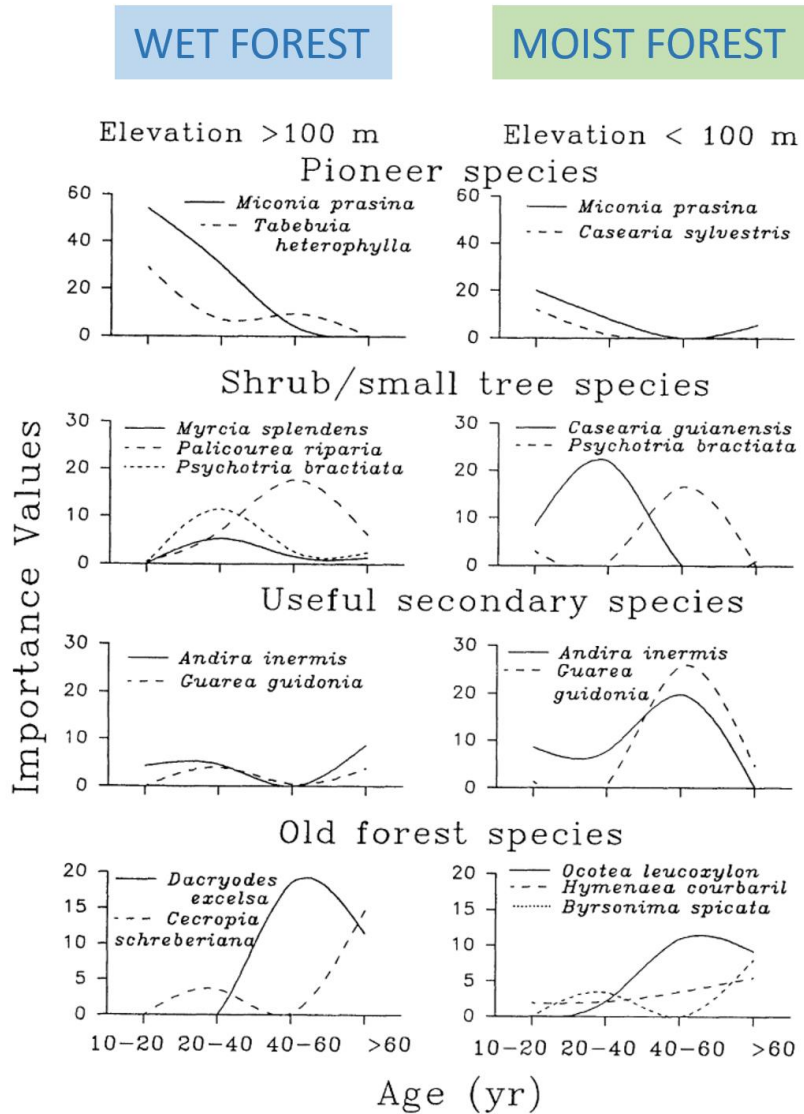 WET FOREST
MOIST FOREST
Elevation >100 m
Elevation < 100 m
Pioneer species
60
40
20
0
Miconia prasina
Tabebuia
heterophylla
60
40
20
0
Miconia prasina
Casearia sylvestris
Shrub/small tree species
30
20
10
0
Myrcia splendens
Palicourea riparia
Psychotria bractiata
30
20
10
0
Casearia guianensis
Psychotria bractiata
Useful secondary species
30
20
10
0
Andira inermis
Guarea guidonia
30
20
10
0
Andira inermis
Guarea
guidonia
Old forest species
20
15
10
5
0
Dacryodes
excelsa
Cecropia
schreberiana
20
15
10
5
0
Ocotea leucoxylon
Hymenaea courbaril
Byrsonima spicata
10-20 20-40 40-60 >60
10-20 20-40 40-60 >60
Importance Values
Age (yr)